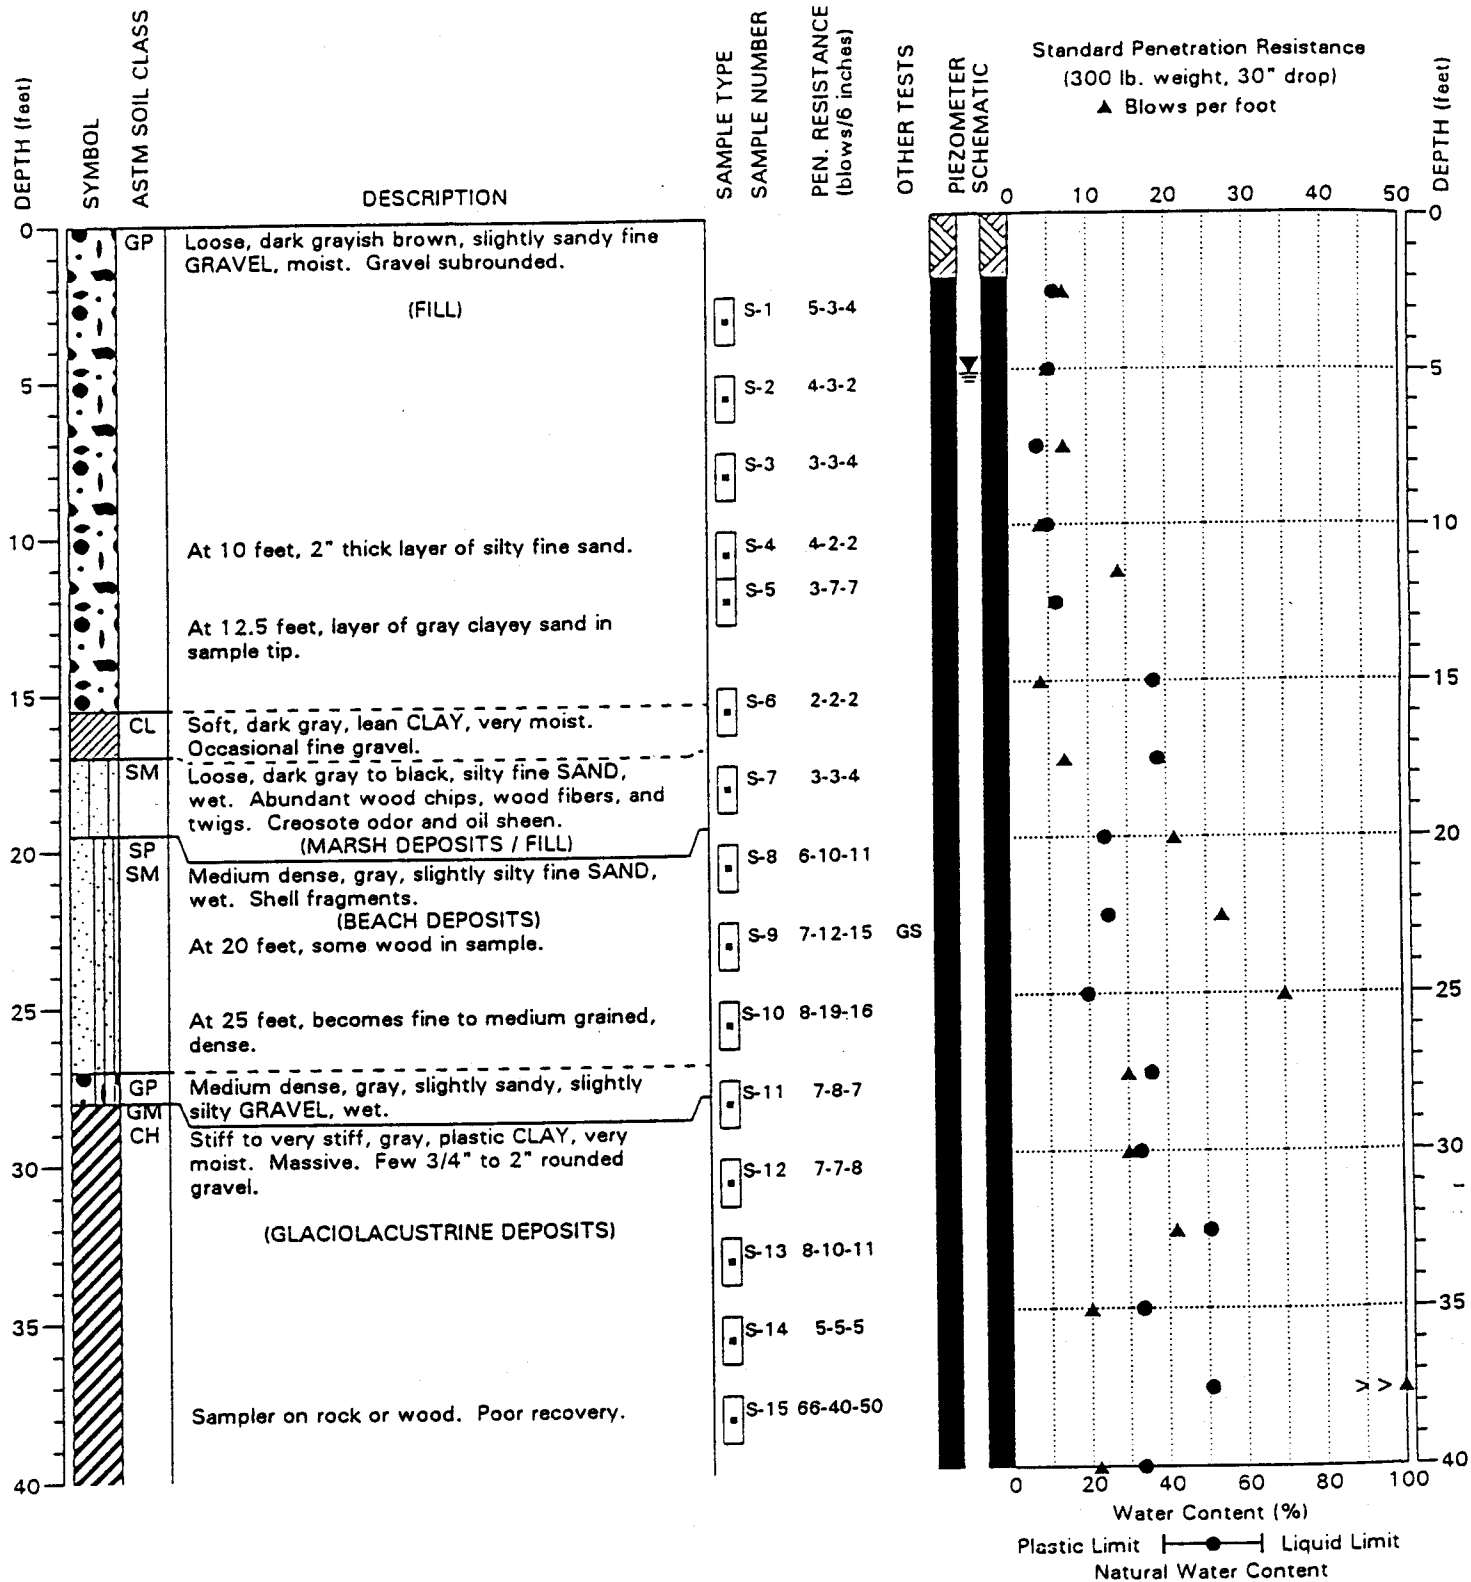 DEPTH (feet)
SYMBOL
ASTM SOIL CLASS
DESCRIPTION
SAMPLE TYPE
SAMPLE NUMBER
PEN. RESISTANCE
(blows/6 inches)
OTHER TESTS
PIEZOMETER
SCHEMATIC
Standard Penetration Resistance
(300 lb. weight, 30" drop)
▲ Blows per foot
DEPTH (feet)
0 10 20 30 40 50
0
GP
Loose, dark grayish brown, slightly sandy fine
GRAVEL, moist. Gravel subrounded.
(FILL)
S-1 5-3-4
5
S-2 4-3-2
S-3 3-3-4
10
At 10 feet, 2" thick layer of silty fine sand.
S-4 4-2-2
S-5 3-7-7
At 12.5 feet, layer of gray clayey sand in
sample tip.
15
S-6 2-2-2
CL
Soft, dark gray, lean CLAY, very moist.
Occasional fine gravel.
SM
Loose, dark gray to black, silty fine SAND,
wet. Abundant wood chips, wood fibers, and
twigs. Creosote odor and oil sheen.
(MARSH DEPOSITS / FILL)
S-7 3-3-4
20
SP
SM
Medium dense, gray, slightly silty fine SAND,
wet. Shell fragments.
(BEACH DEPOSITS)
At 20 feet, some wood in sample.
S-8 6-10-11
S-9 7-12-15 GS
25
At 25 feet, becomes fine to medium grained,
dense.
S-10 8-19-16
GP
GM
Medium dense, gray, slightly sandy, slightly
silty GRAVEL, wet.
S-11 7-8-7
CH
Stiff to very stiff, gray, plastic CLAY, very
moist. Massive. Few 3/4" to 2" rounded
gravel.
30
S-12 7-7-8
(GLACIOLACUSTRINE DEPOSITS)
S-13 8-10-11
35
S-14 5-5-5
Sampler on rock or wood. Poor recovery.
S-15 66-40-50
40
0
5
10
15
20
25
30
35
> >
40
0 20 40 60 80 100
Water Content (%)
Plastic Limit Liquid Limit
Natural Water Content